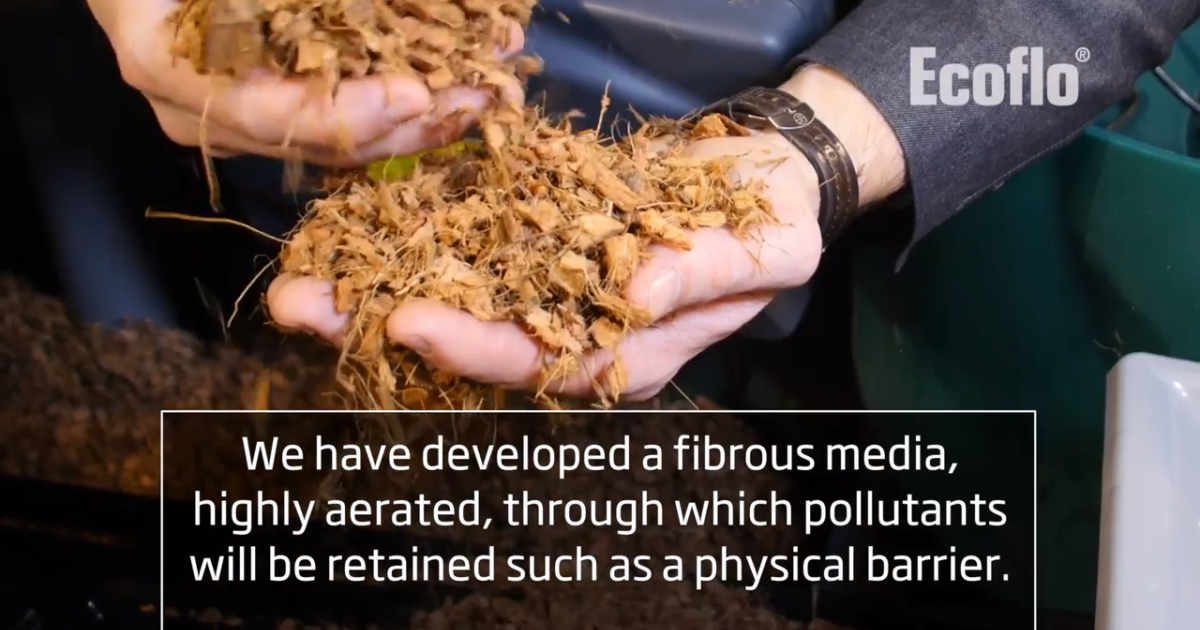 Ecoflo®
We have developed a fibrous media,
highly aerated, through which pollutants
will be retained such as a physical barrier.